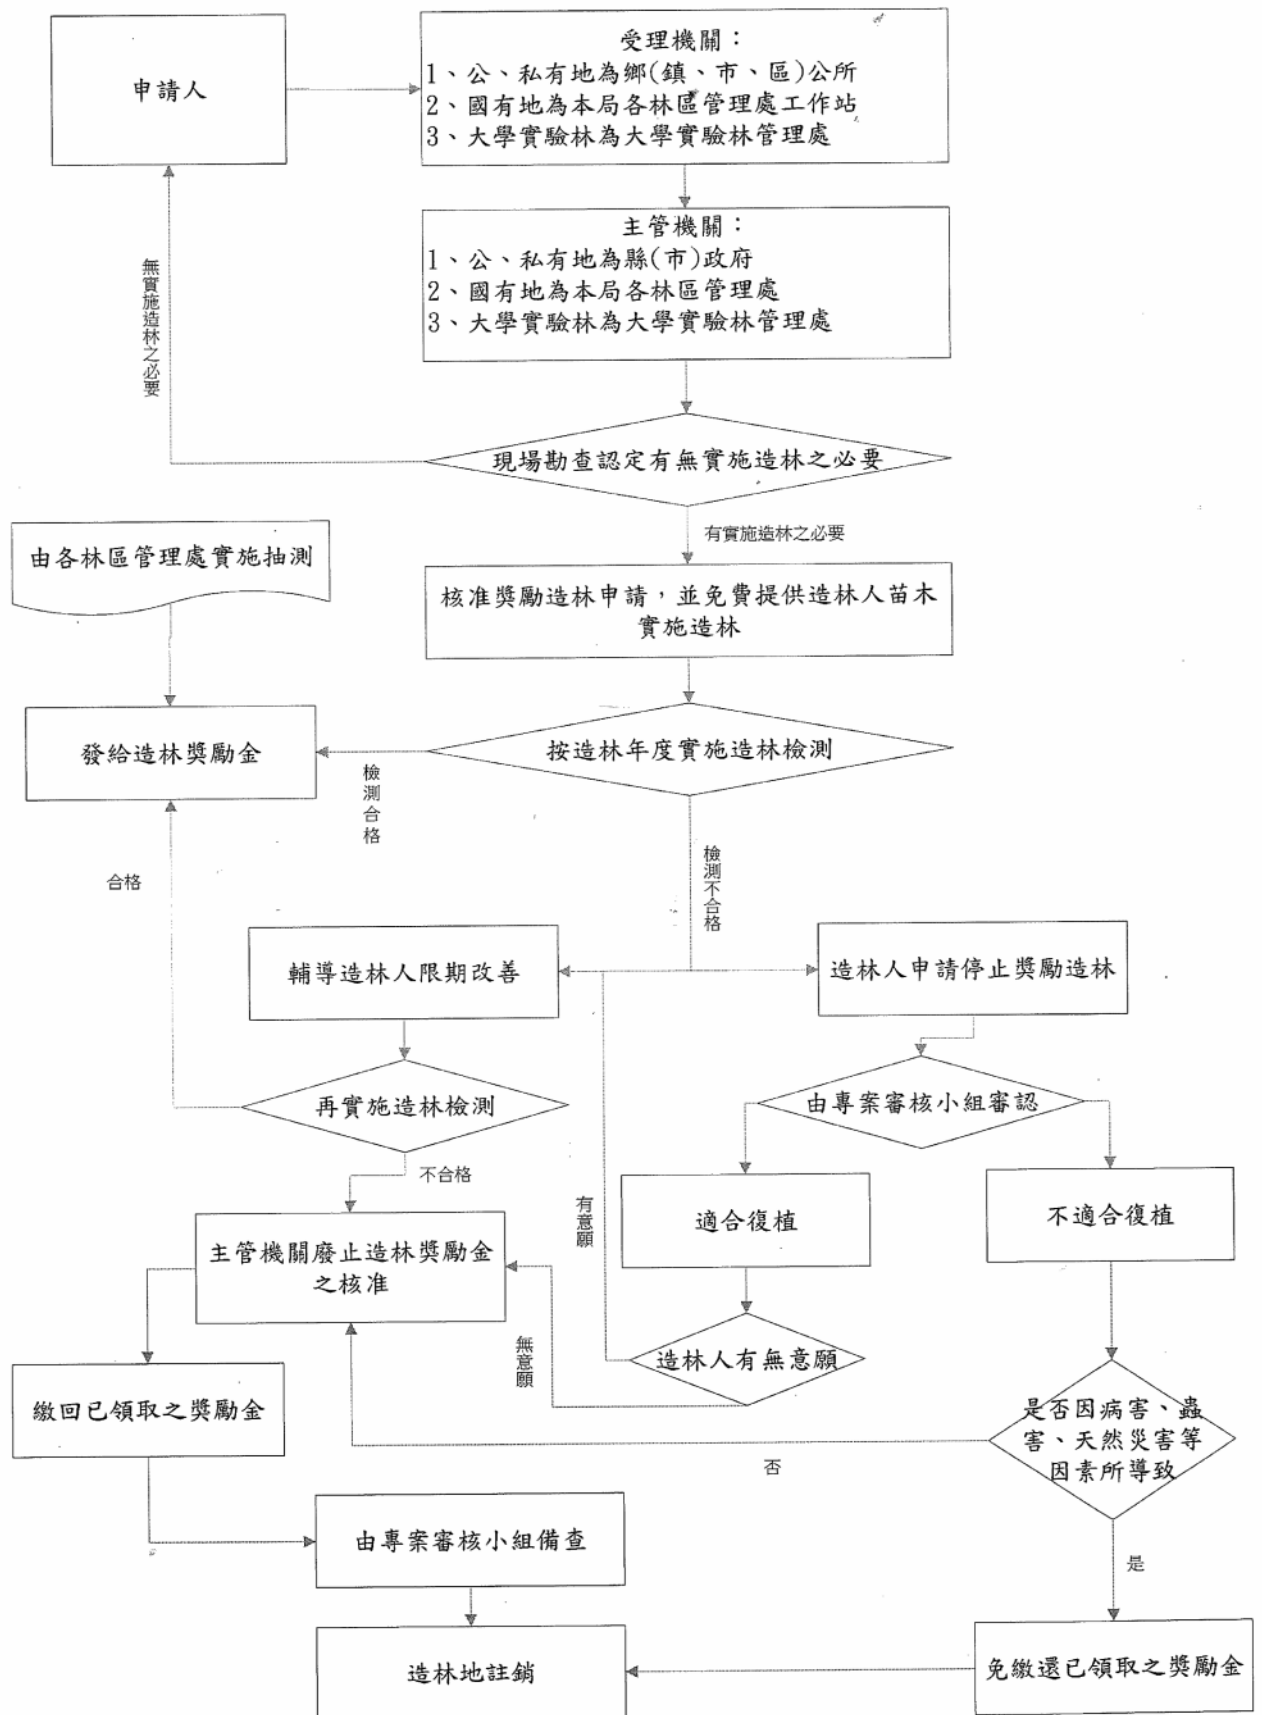 申請人
受理機關：
1、公、私有地為鄉(鎮、市、區)公所
2、國有地為本局各林區管理處工作站
3、大學實驗林為大學實驗林管理處
主管機關：
1、公、私有地為縣(市)政府
2、國有地為本局各林區管理處
3、大學實驗林為大學實驗林管理處
無實施造林之必要
現場勘查認定有無實施造林之必要
有實施造林之必要
由各林區管理處實施抽測
核准獎勵造林申請，並免費提供造林人苗木
實施造林
發給造林獎勵金
檢測合格
按造林年度實施造林檢測
合格
檢測不合格
輔導造林人限期改善
造林人申請停止獎勵造林
再實施造林檢測
由專案審核小組審認
不合格
有意願
適合復植
不適合復植
主管機關廢止造林獎勵金
之核准
無意願
造林人有無意願
繳回已領取之獎勵金
是否因病害、蟲
害、天然災害等
因素所導致
否
由專案審核小組備查
是
造林地註銷
免繳還已領取之獎勵金